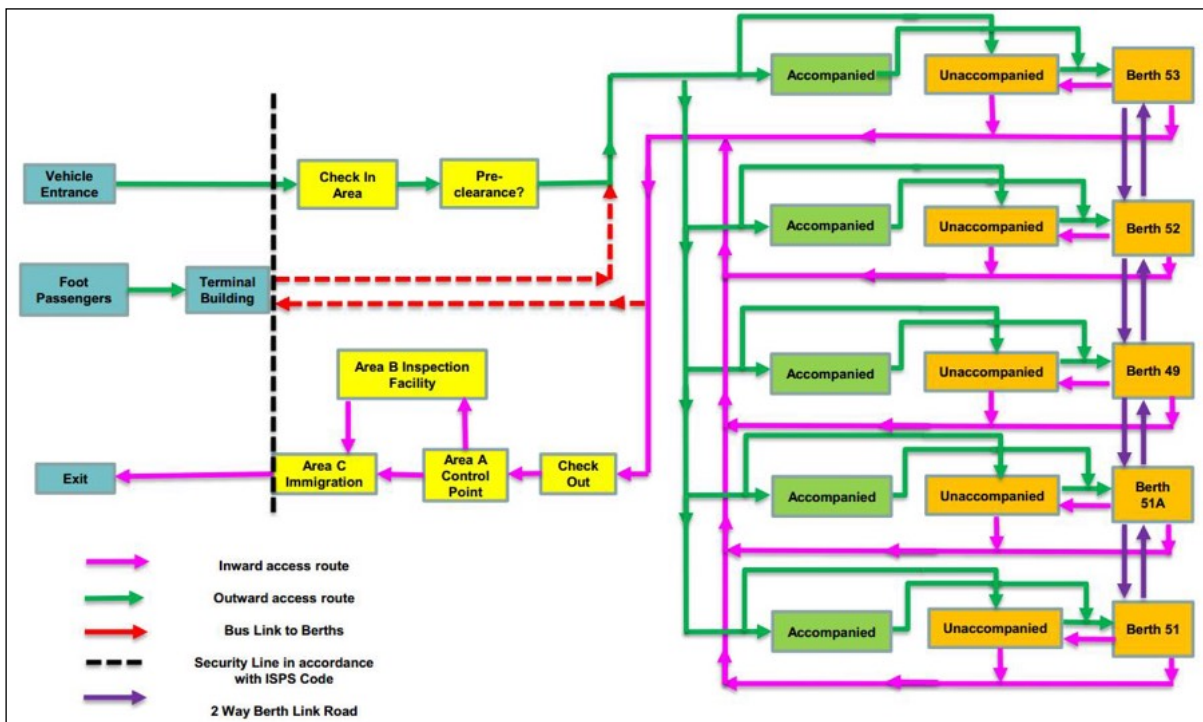 Accompanied
Unaccompanied
Berth 53
Vehicle
Entrance
Check In
Area
Pre-
clearance?
Accompanied
Unaccompanied
Berth 52
Foot
Passengers
Terminal
Building
Accompanied
Unaccompanied
Berth 49
Area B Inspection
Facility
Exit
Area C
Immigration
Area A
Control
Point
Check
Out
Accompanied
Unaccompanied
Berth
51A
Inward access route
Outward access route
Bus Link to Berths
Security Line in accordance
with ISPS Code
2 Way Berth Link Road
Accompanied
Unaccompanied
Berth 51